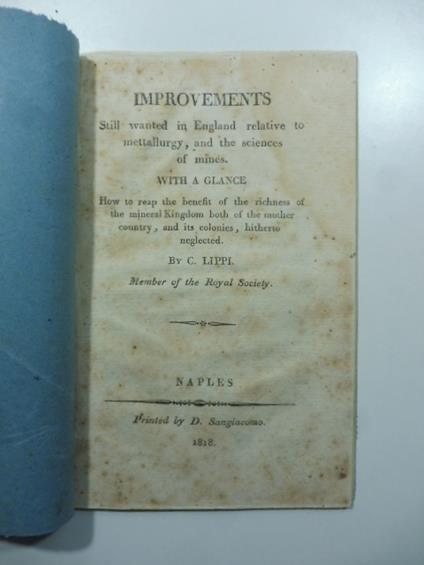 IMPROVEMENTS
Still wanted in England relative to
mettallurgy, and the sciences
of mines.
WITH A GLANCE
How to reap the benefit of the richness of
the mineral Kingdom both of the mother
country, and its colonies, hitherto
neglected.
BY C. LIPPI.
Member of the Royal Society.
NAPLES
Printed by D. Sangiacomo.
1818.